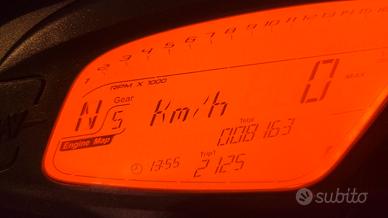 1 2 3 4 5 6 7 8 9 10 11 12 13 14 15 16
RPM X 1000
N Gear S Km/h 0 MAX
Engine Map
Total
008163
13:55
Trip1
2125
subito